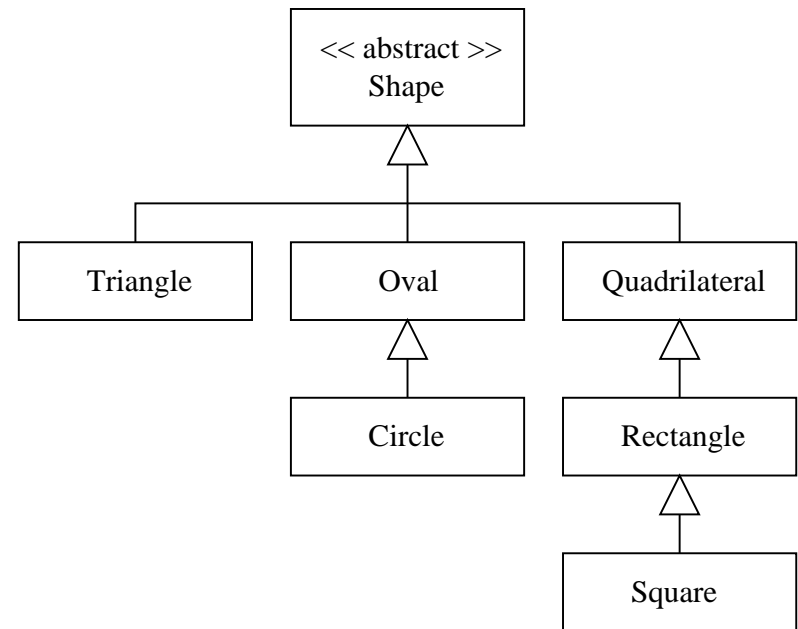 << abstract >>
Shape
Triangle
Oval
Quadrilateral
Circle
Rectangle
Square